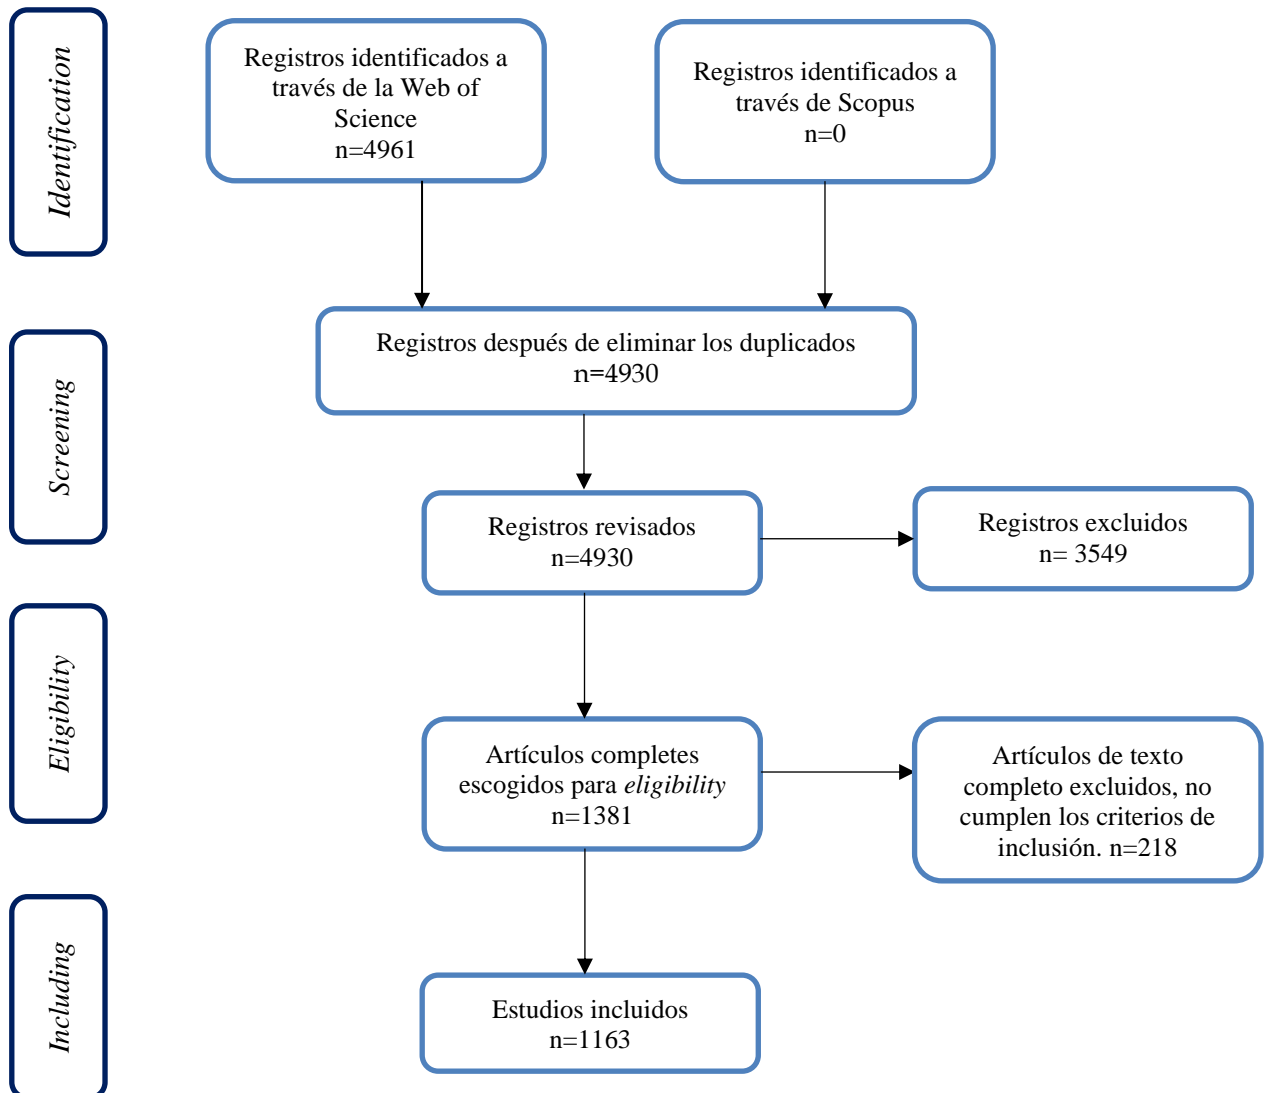 Identification
Registros identificados a
través de la Web of
Science
n=4961
Registros identificados a
través de Scopus
n=0
Screening
Registros después de eliminar los duplicados
n=4930
Registros revisados
n=4930
Registros excluidos
n= 3549
Eligibility
Artículos completes
escogidos para eligibility
n=1381
Artículos de texto
completo excluidos, no
cumplen los criterios de
inclusión. n=218
Including
Estudios incluidos
n=1163